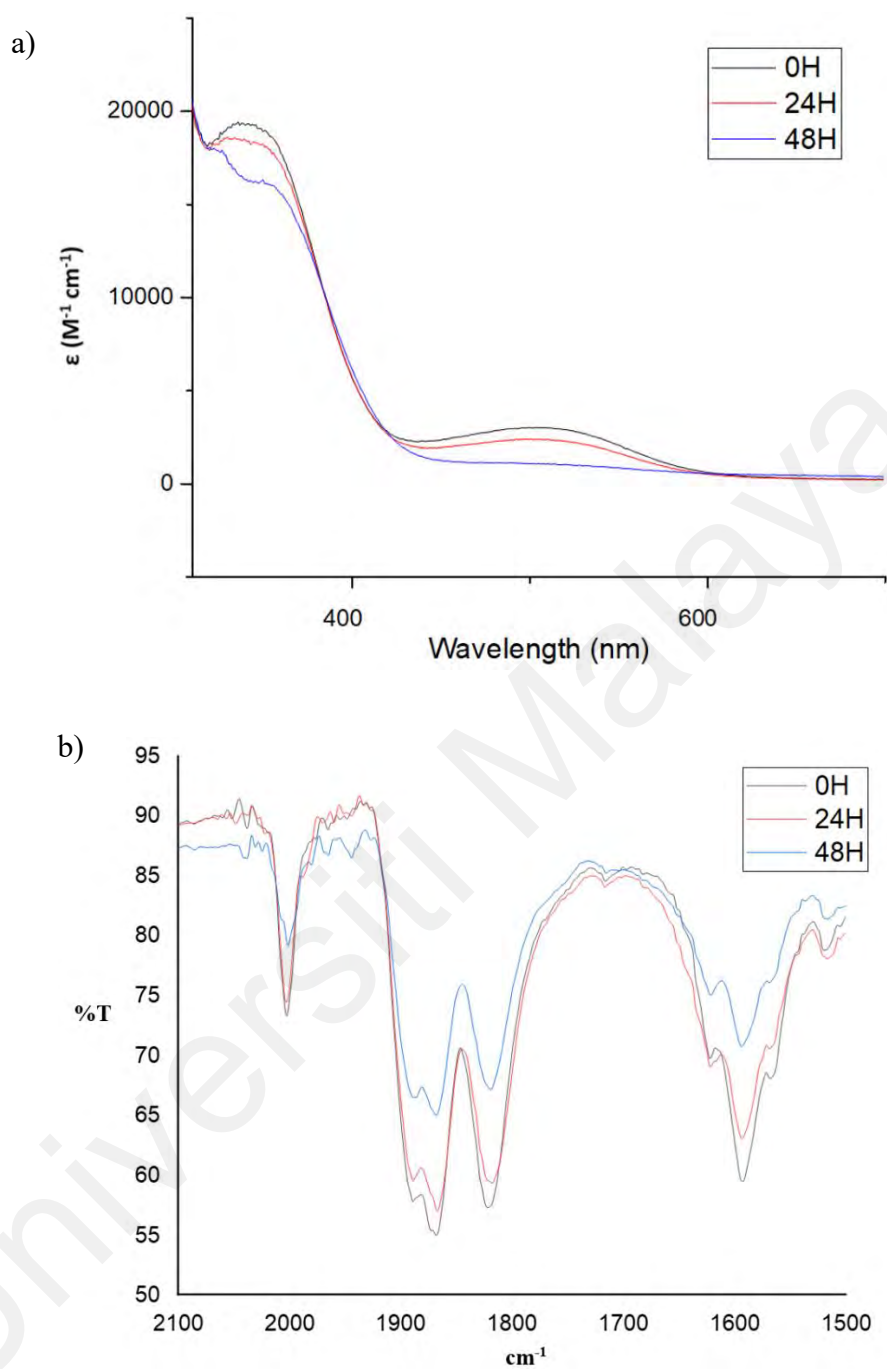 a)
0H
24H
48H
20000
10000
0
ε (M⁻¹ cm⁻¹)
400
600
Wavelength (nm)
b)
95
90
85
80
75
70
65
60
55
50
%T
0H
24H
48H
2100
2000
1900
1800
1700
1600
1500
cm⁻¹
Universiti Malaya